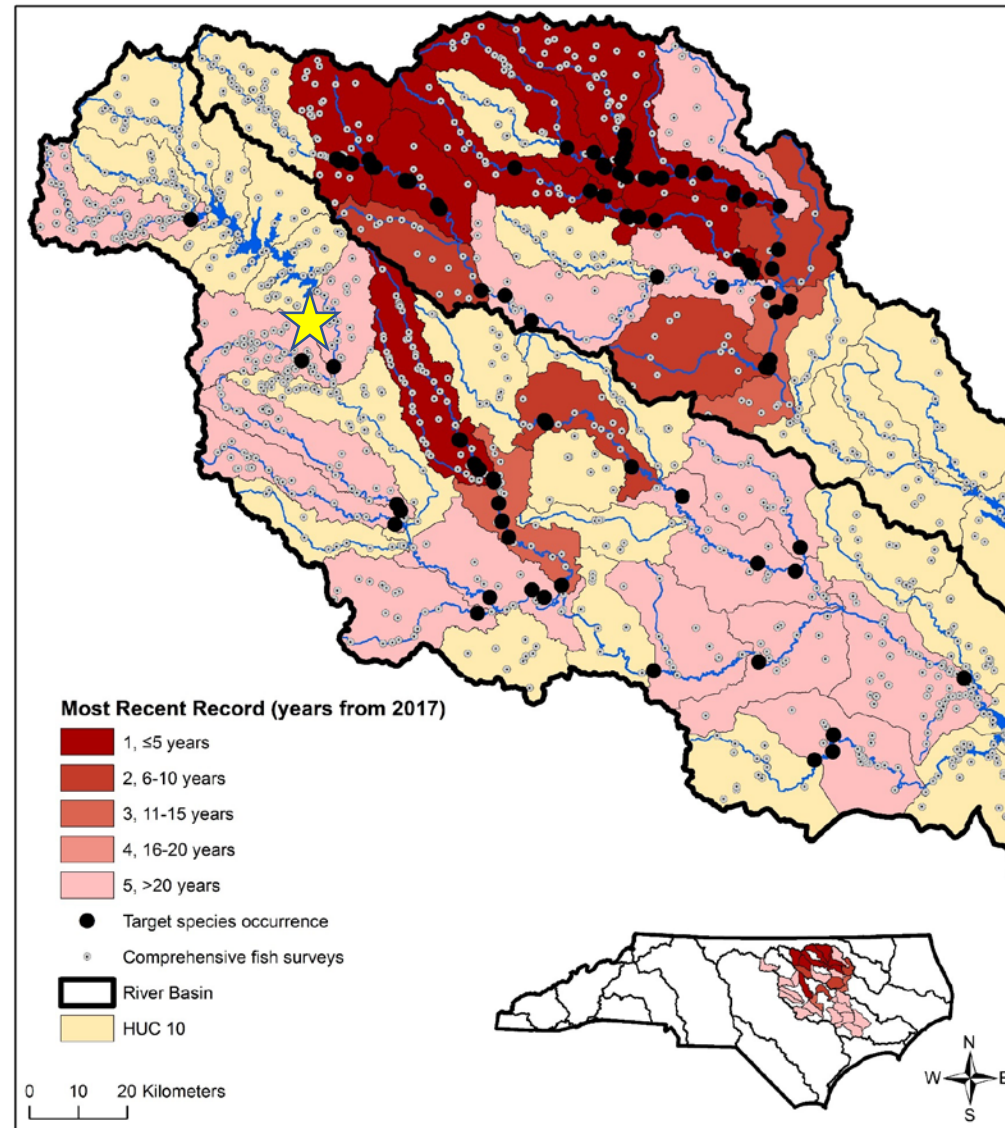 Most Recent Record (years from 2017)
1, ≤5 years
2, 6-10 years
3, 11-15 years
4, 16-20 years
5, >20 years
Target species occurrence
Comprehensive fish surveys
River Basin
HUC 10
0 10 20 Kilometers
N
W E
S